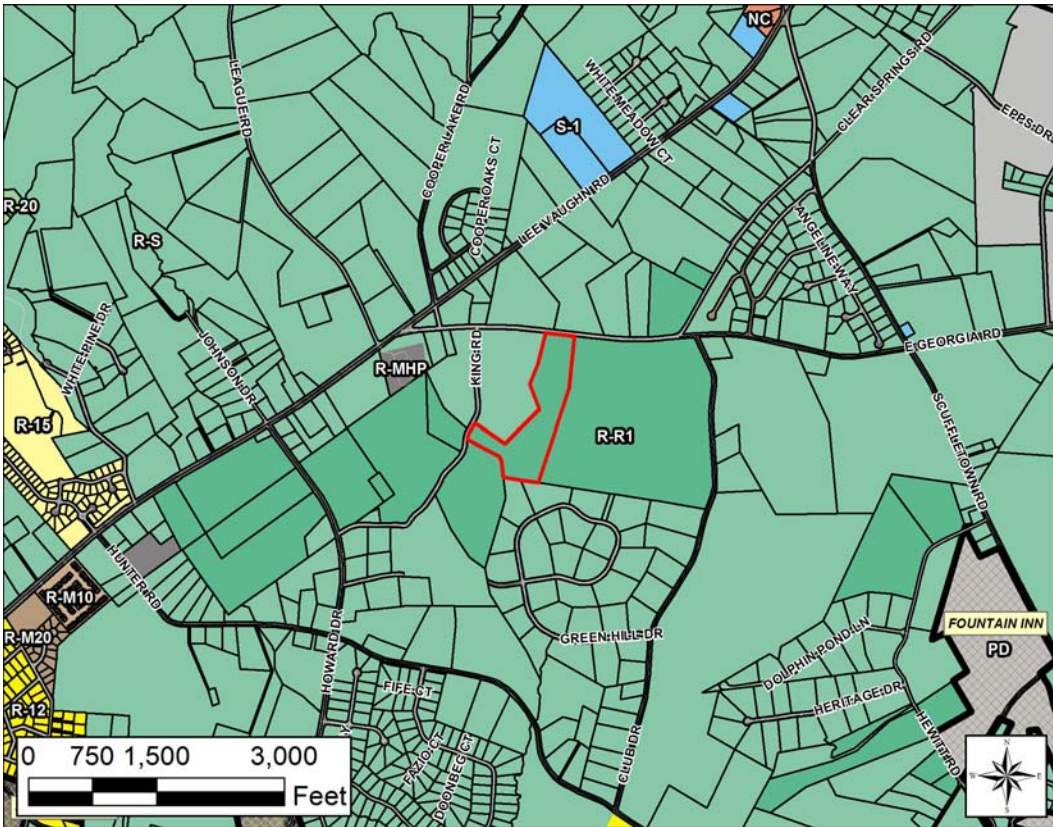 NC
LEAGUE RD
COOPER LAKE RD
WHITE MEADOW CT
CLEAR SPRINGS RD
EPPS DR
S-1
COOPER OAKS CT
LEE VAUGHN RD
R-20
R-S
ANGELINE WAY
WHITE PINE DR
JOHNSON DR
KING RD
E GEORGIA RD
R-MHP
R-15
R-R1
SCUFFLETOWN RD
HUNTER RD
R-M10
FOUNTAIN INN
R-M20
GREEN HILL DR
DOLPHIN POND LN
PD
HOWARD DR
FIFE CT
HERITAGE DR
R-12
HEWITT RD
FAZIO CT
DOONBEG CT
CLUB DR
0 750 1,500 3,000
Feet
N
W E
S